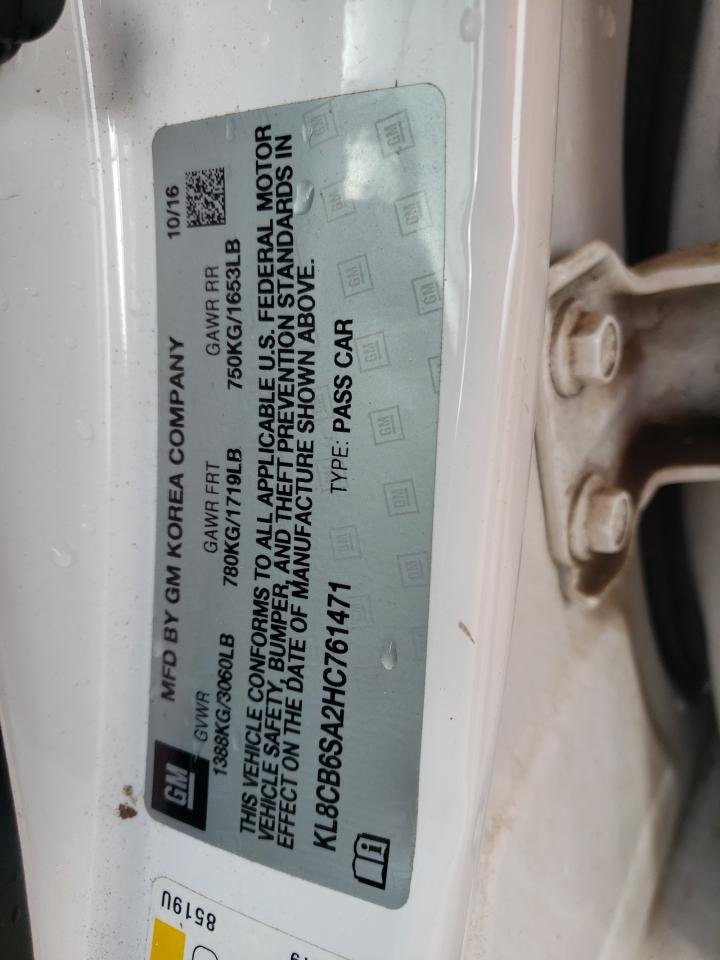 GM
MFD BY GM KOREA COMPANY
10/16
GVWR
GAWR FRT
GAWR RR
1388KG/3060LB
780KG/1719LB
750KG/1653LB
THIS VEHICLE CONFORMS TO ALL APPLICABLE U.S. FEDERAL MOTOR
VEHICLE SAFETY, BUMPER, AND THEFT PREVENTION STANDARDS IN
EFFECT ON THE DATE OF MANUFACTURE SHOWN ABOVE.
KL8CB6SA2HC761471
TYPE: PASS CAR
8519U